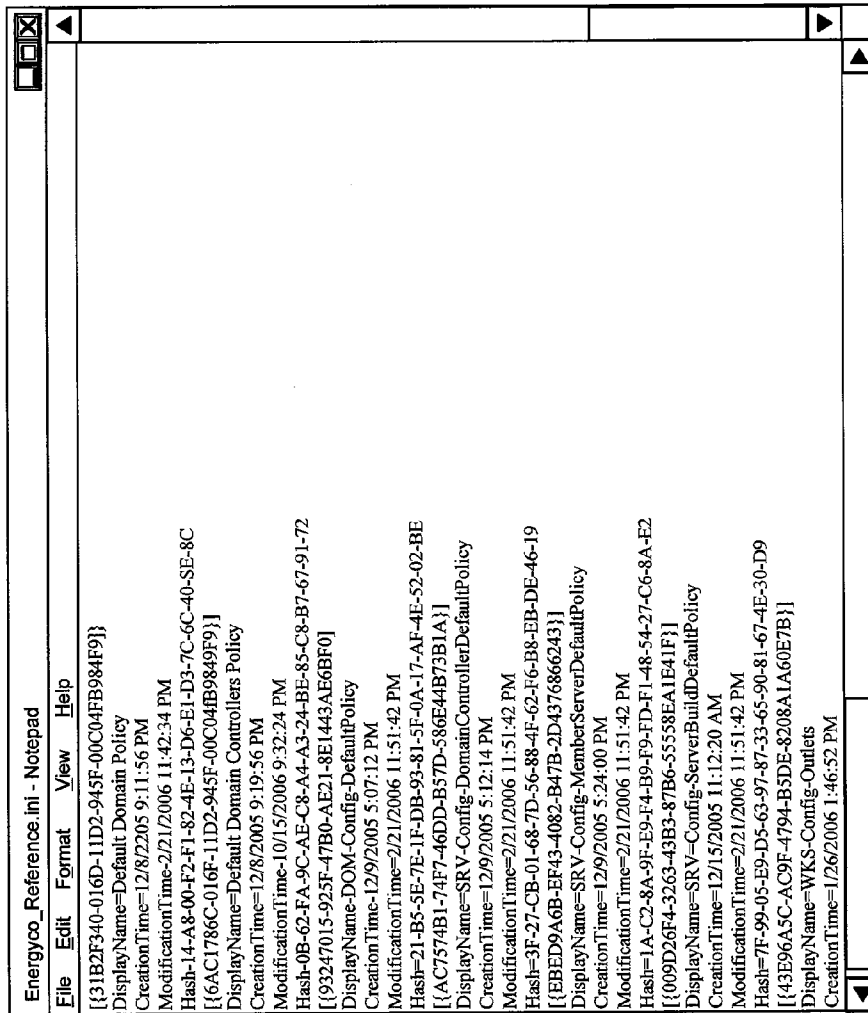 Energyco_Reference.ini - Notepad
File Edit Format View Help
[{31B2F340-016D-11D2-945F-00C04FB984F9]}
DisplayName=Default Domain Policy
CreationTime=12/8/2205 9:11:56 PM
ModificationTime-2/21/2006 11:42:34 PM
Hash-14-A8-00-F2-F1-82-4E-13-D6-E1-D3-7C-6C-40-SE-8C
[{6AC1786C-016F-11D2-945F-00C04fB9849F9}]
DisplayName=Default Domain Controllers Policy
CreationTime=12/8/2005 9:19:56 PM
ModificationTime-10/15/2006 9:32:24 PM
Hash=0B-62-FA-9C-AE-C8-A4-A3-24-BE-85-C8-B7-67-91-72
[{93247015-925F-47B0-AE21-8E1443AE6BF0]
DisplayName-DOM-Config-DefaultPolicy
CreationTime-12/9/2005 5:07:12 PM
ModificationTime=2/21/2006 11:51:42 PM
Hash=21-B5-5E-7E-1F-DB-93-81-5F-0A-17-AF-4E-52-02-BE
[{AC7574B1-74F7-46DD-B57D-586E44B73B1A}]
DisplayName=SRV-Config-DomainControllerDefaultPolicy
CreationTime=12/9/2005 5:12:14 PM
ModificationTime=2/21/2006 11:51:42 PM
Hash=3F-27-CB-01-68-7D-56-88-4F-62-F6-B8-EB-DE-46-19
[{EBED9A6B-EF43-4082-B47B-2D4376866243}]
DisplayName=SRV-Config-MemberServerDefaultPolicy
CreationTime=12/9/2005 5:24:00 PM
ModificationTime=2/21/2006 11:51:42 PM
Hash=1A-C2-8A-9F-E9-F4-B9-F9-FD-F1-48-54-27-C6-8A-E2
[{009D26F4-3263-43B3-87B6-55558EA1E41F}]
DisplayName=SRV=Config-ServerBuildDefaultPolicy
CreationTime=12/15/2005 11:12:20 AM
ModificationTime=2/21/2006 11:51:42 PM
Hash=7F-99-05-E9-D5-63-97-87-33-65-90-81-67-4E-30-D9
[{43E96A5C-AC9F-4794-B5DE-8208A1A60E7B}]
DisplayName=WKS-Config-Outlets
CreationTime=1/26/2006 1:46:52 PM